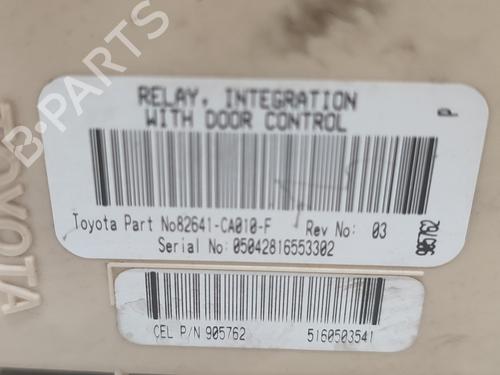 RELAY, INTEGRATION
WITH DOOR CONTROL
P
Toyota Part No82641-CA010-F Rev No: 03
Serial No:05042816553302
905762
CEL P/N 905762 5160503541
TOYOTA
B-PARTS